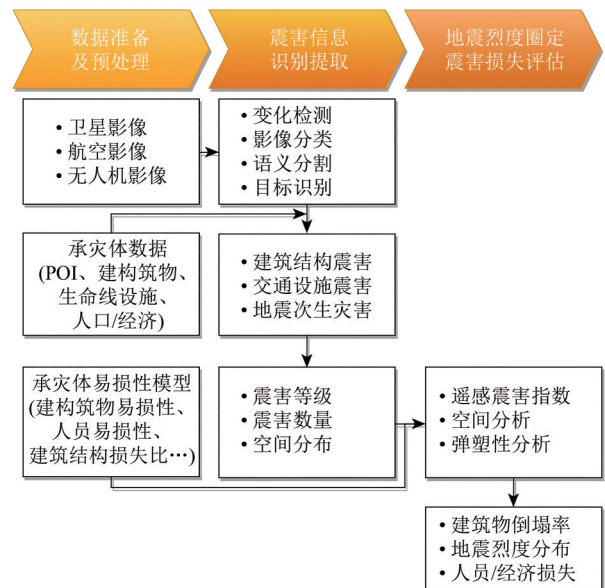 数据准备
及预处理
震害信息
识别提取
地震烈度圈定
震害损失评估
• 卫星影像
• 航空影像
• 无人机影像
• 变化检测
• 影像分类
• 语义分割
• 目标识别
承灾体数据
(POI、建构筑物、
生命线设施、
人口/经济)
• 建筑结构震害
• 交通设施震害
• 地震次生灾害
承灾体易损性模型
(建构筑物易损性、
人员易损性、
建筑结构损失比…)
• 震害等级
• 震害数量
• 空间分布
• 遥感震害指数
• 空间分析
• 弹塑性分析
• 建筑物倒塌率
• 地震烈度分布
• 人员/经济损失